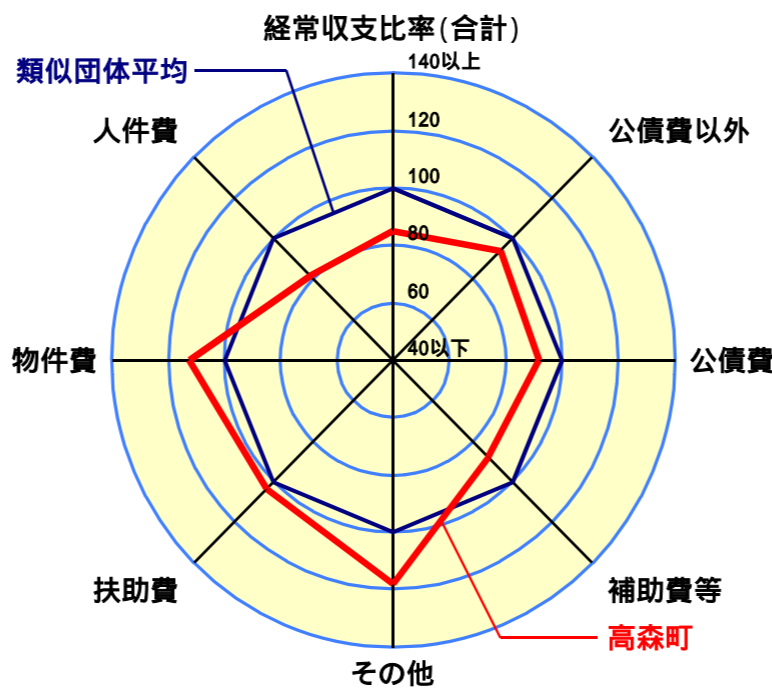 経常収支比率(合計)
類似団体平均
140以上
人件費
120
公債費以外
100
80
60
物件費
40以下
公債費
扶助費
補助費等
高森町
その他